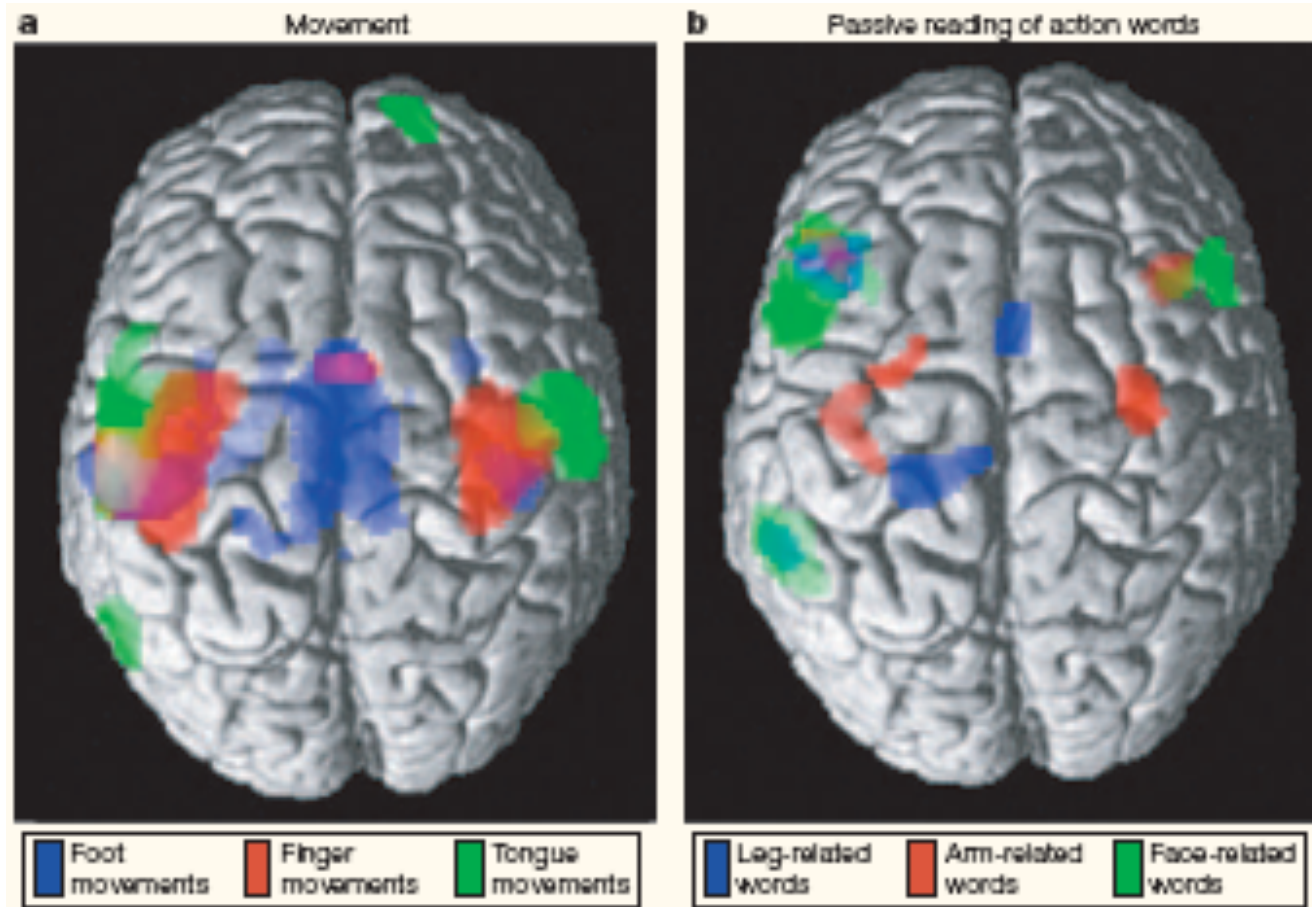 a Movement
b Passive reading of action words
Foot
movements
Finger
movements
Tongue
movements
Leg-related
words
Arm-related
words
Face-related
words